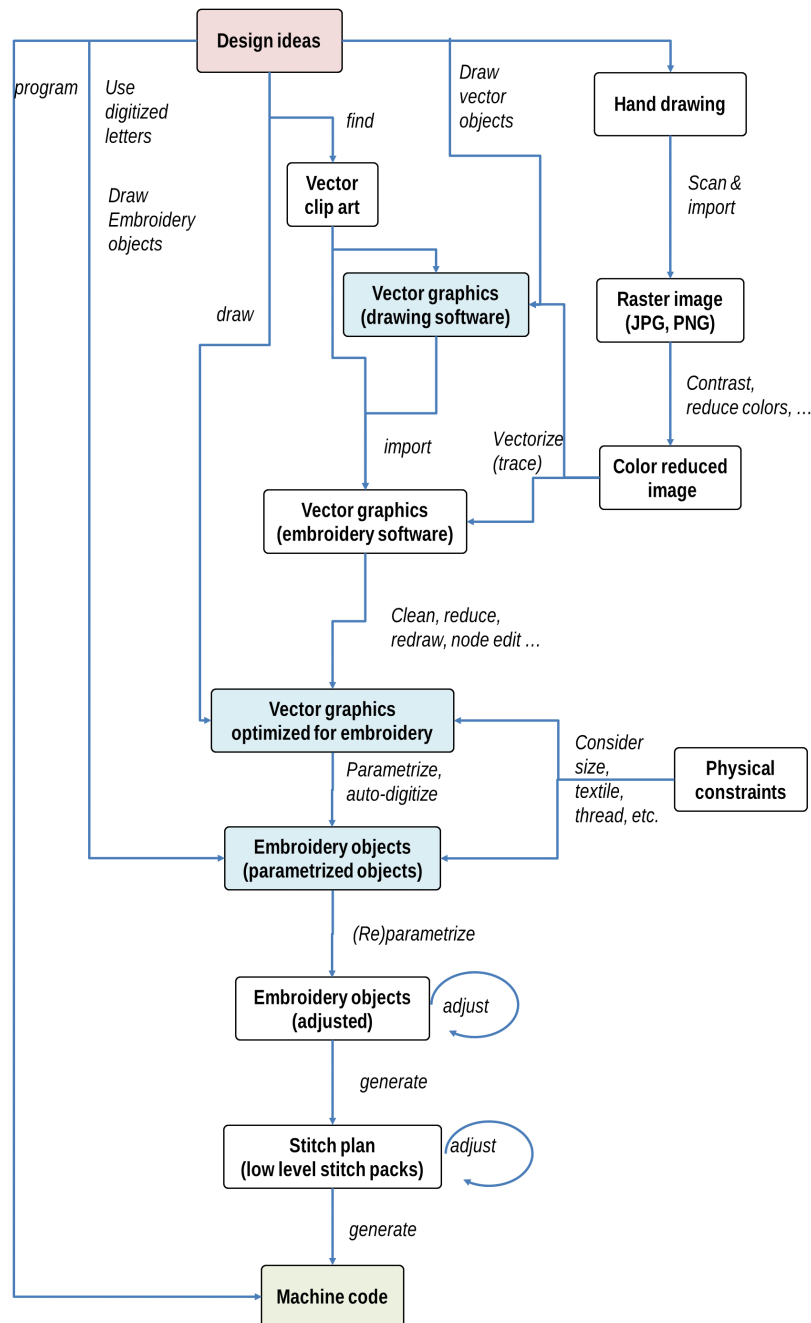 Design ideas
program
Use
digitized
letters
Draw
Embroidery
objects
find
Draw
vector
objects
Hand drawing
Vector
clip art
Scan &
import
Vector graphics
(drawing software)
Raster image
(JPG, PNG)
draw
Contrast,
reduce colors, ...
import
Vectorize
(trace)
Color reduced
image
Vector graphics
(embroidery software)
Clean, reduce,
redraw, node edit ...
Vector graphics
optimized for embroidery
Parametrize,
auto-digitize
Consider
size,
textile,
thread, etc.
Physical
constraints
Embroidery objects
(parametrized objects)
(Re)parametrize
Embroidery objects
(adjusted)
adjust
generate
Stitch plan
(low level stitch packs)
adjust
generate
Machine code